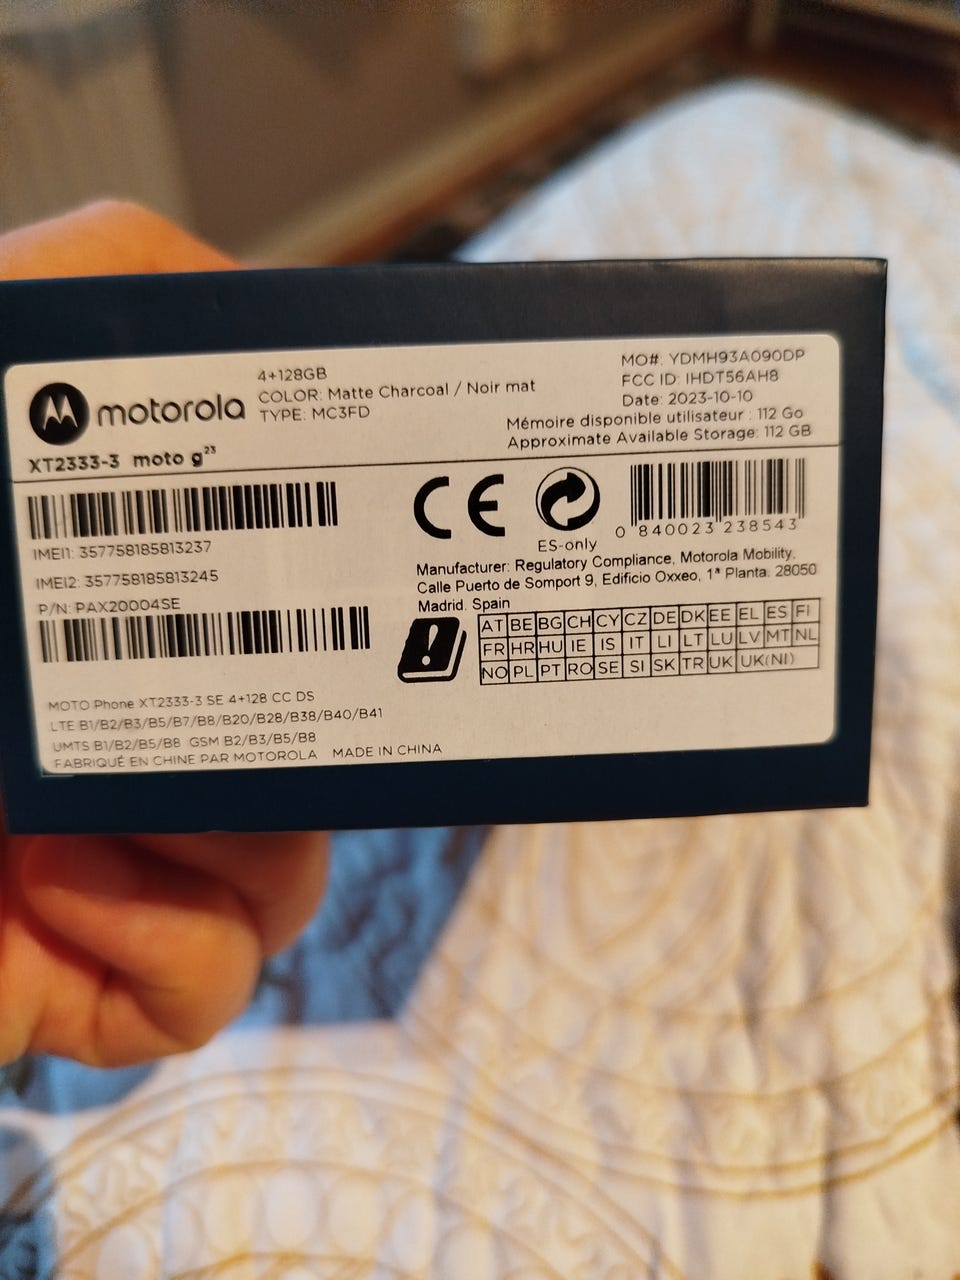 motorola
4+128GB
COLOR: Matte Charcoal / Noir mat
TYPE: MC3FD
MO#: YDMH93A090DP
FCC ID: IHDT56AH8
Date: 2023-10-10
Mémoire disponible utilisateur : 112 Go
Approximate Available Storage: 112 GB
XT2333-3 moto g23
IMEI1: 357758185813237
IMEI2: 357758185813245
P/N: PAX20004SE
CE
ES-only
0 840023 238543
Manufacturer: Regulatory Compliance, Motorola Mobility,
Calle Puerto de Somport 9, Edificio Oxxeo, 1ª Planta. 28050
Madrid. Spain
AT BE BG CH CY CZ DE DK EE EL ES FI
FR HR HU IE IS IT LI LT LU LV MT NL
NO PL PT RO SE SI SK TR UK UK(NI)
MOTO Phone XT2333-3 SE 4+128 CC DS
LTE B1/B2/B3/B5/B7/B8/B20/B28/B38/B40/B41
UMTS B1/B2/B5/B8 GSM B2/B3/B5/B8
FABRIQUÉ EN CHINE PAR MOTOROLA MADE IN CHINA